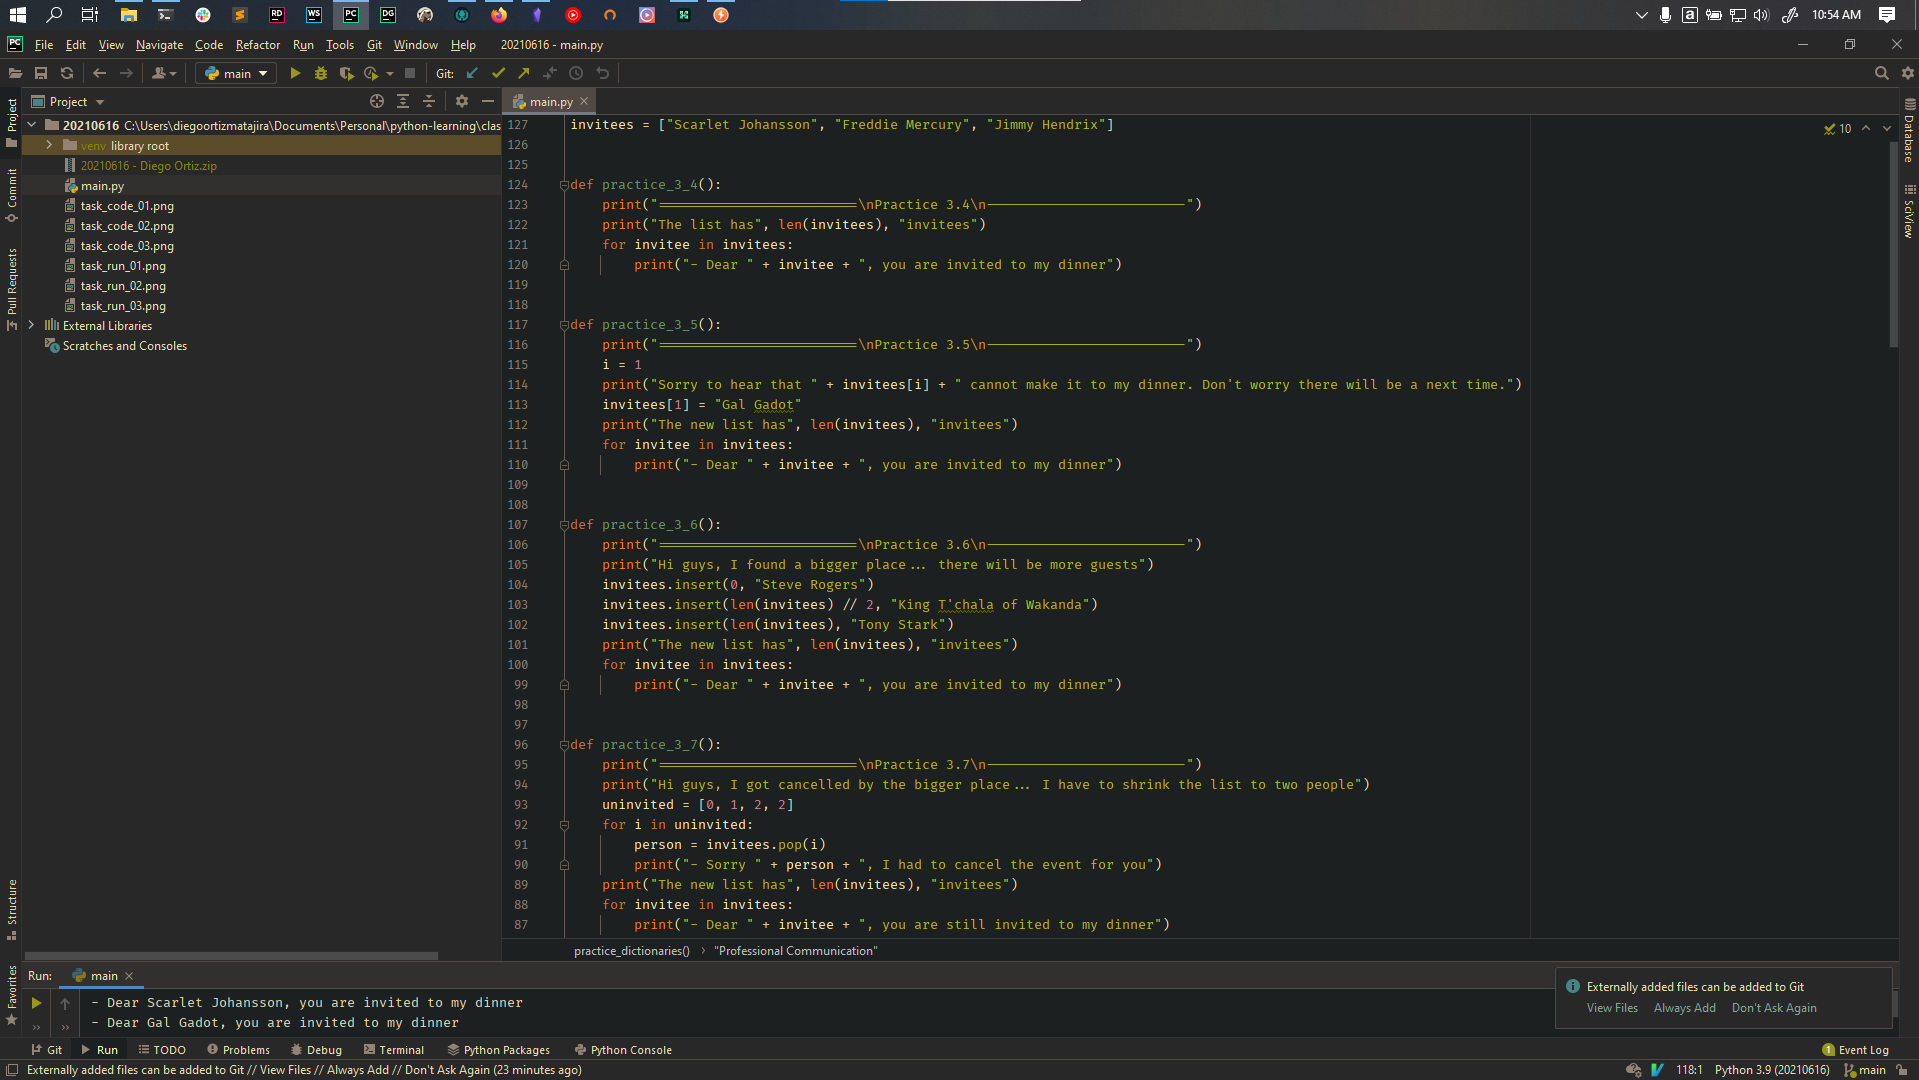 10:54 AM
File Edit View Navigate Code Refactor Run Tools Git Window Help 20210616 - main.py
main Git:
Project main.py
20210616 C:\Users\diegoortizmatajira\Documents\Personal\python-learning\clas
venv library root
20210616 - Diego Ortiz.zip
main.py
task_code_01.png
task_code_02.png
task_code_03.png
task_run_01.png
task_run_02.png
task_run_03.png
External Libraries
Scratches and Consoles
Project
Commit
Pull Requests
Structure
Favorites
10
Database
SciView
127 invitees = ["Scarlet Johansson", "Freddie Mercury", "Jimmy Hendrix"]
126
125
124 def practice_3_4():
123 print("=========================\nPractice 3.4\n-------------------------")
122 print("The list has", len(invitees), "invitees")
121 for invitee in invitees:
120 print("- Dear " + invitee + ", you are invited to my dinner")
119
118
117 def practice_3_5():
116 print("=========================\nPractice 3.5\n-------------------------")
115 i = 1
114 print("Sorry to hear that " + invitees[i] + " cannot make it to my dinner. Don't worry there will be a next time.")
113 invitees[1] = "Gal Gadot"
112 print("The new list has", len(invitees), "invitees")
111 for invitee in invitees:
110 print("- Dear " + invitee + ", you are invited to my dinner")
109
108
107 def practice_3_6():
106 print("=========================\nPractice 3.6\n-------------------------")
105 print("Hi guys, I found a bigger place... there will be more guests")
104 invitees.insert(0, "Steve Rogers")
103 invitees.insert(len(invitees) // 2, "King T'chala of Wakanda")
102 invitees.insert(len(invitees), "Tony Stark")
101 print("The new list has", len(invitees), "invitees")
100 for invitee in invitees:
99 print("- Dear " + invitee + ", you are invited to my dinner")
98
97
96 def practice_3_7():
95 print("=========================\nPractice 3.7\n-------------------------")
94 print("Hi guys, I got cancelled by the bigger place... I have to shrink the list to two people")
93 uninvited = [0, 1, 2, 2]
92 for i in uninvited:
91 person = invitees.pop(i)
90 print("- Sorry " + person + ", I had to cancel the event for you")
89 print("The new list has", len(invitees), "invitees")
88 for invitee in invitees:
87 print("- Dear " + invitee + ", you are still invited to my dinner")
practice_dictionaries() › "Professional Communication"
Run: main
- Dear Scarlet Johansson, you are invited to my dinner
- Dear Gal Gadot, you are invited to my dinner
Externally added files can be added to Git
View Files Always Add Don't Ask Again
Git Run TODO Problems Debug Terminal Python Packages Python Console 1 Event Log
Externally added files can be added to Git // View Files // Always Add // Don't Ask Again (23 minutes ago) 118:1 Python 3.9 (20210616) main